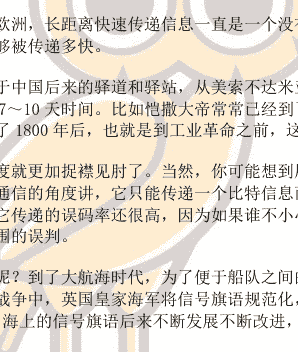 欧洲，长距离快速传递信息一直是一个没有
够被传递多快。
于中国后来的驿道和驿站，从美索不达米亚
7～10 天时间。比如恺撒大帝常常已经到了
了 1800 年后，也就是到工业革命之前，这
度就更加捉襟见肘了。当然，你可能想到用
通信的角度讲，它只能传递一个比特信息而
它传递的误码率还很高，因为如果谁不小心
围的误判。
呢？到了大航海时代，为了便于船队之间的
战争中，英国皇家海军将信号旗语规范化，
海上的信号旗语后来不断发展不断改进，